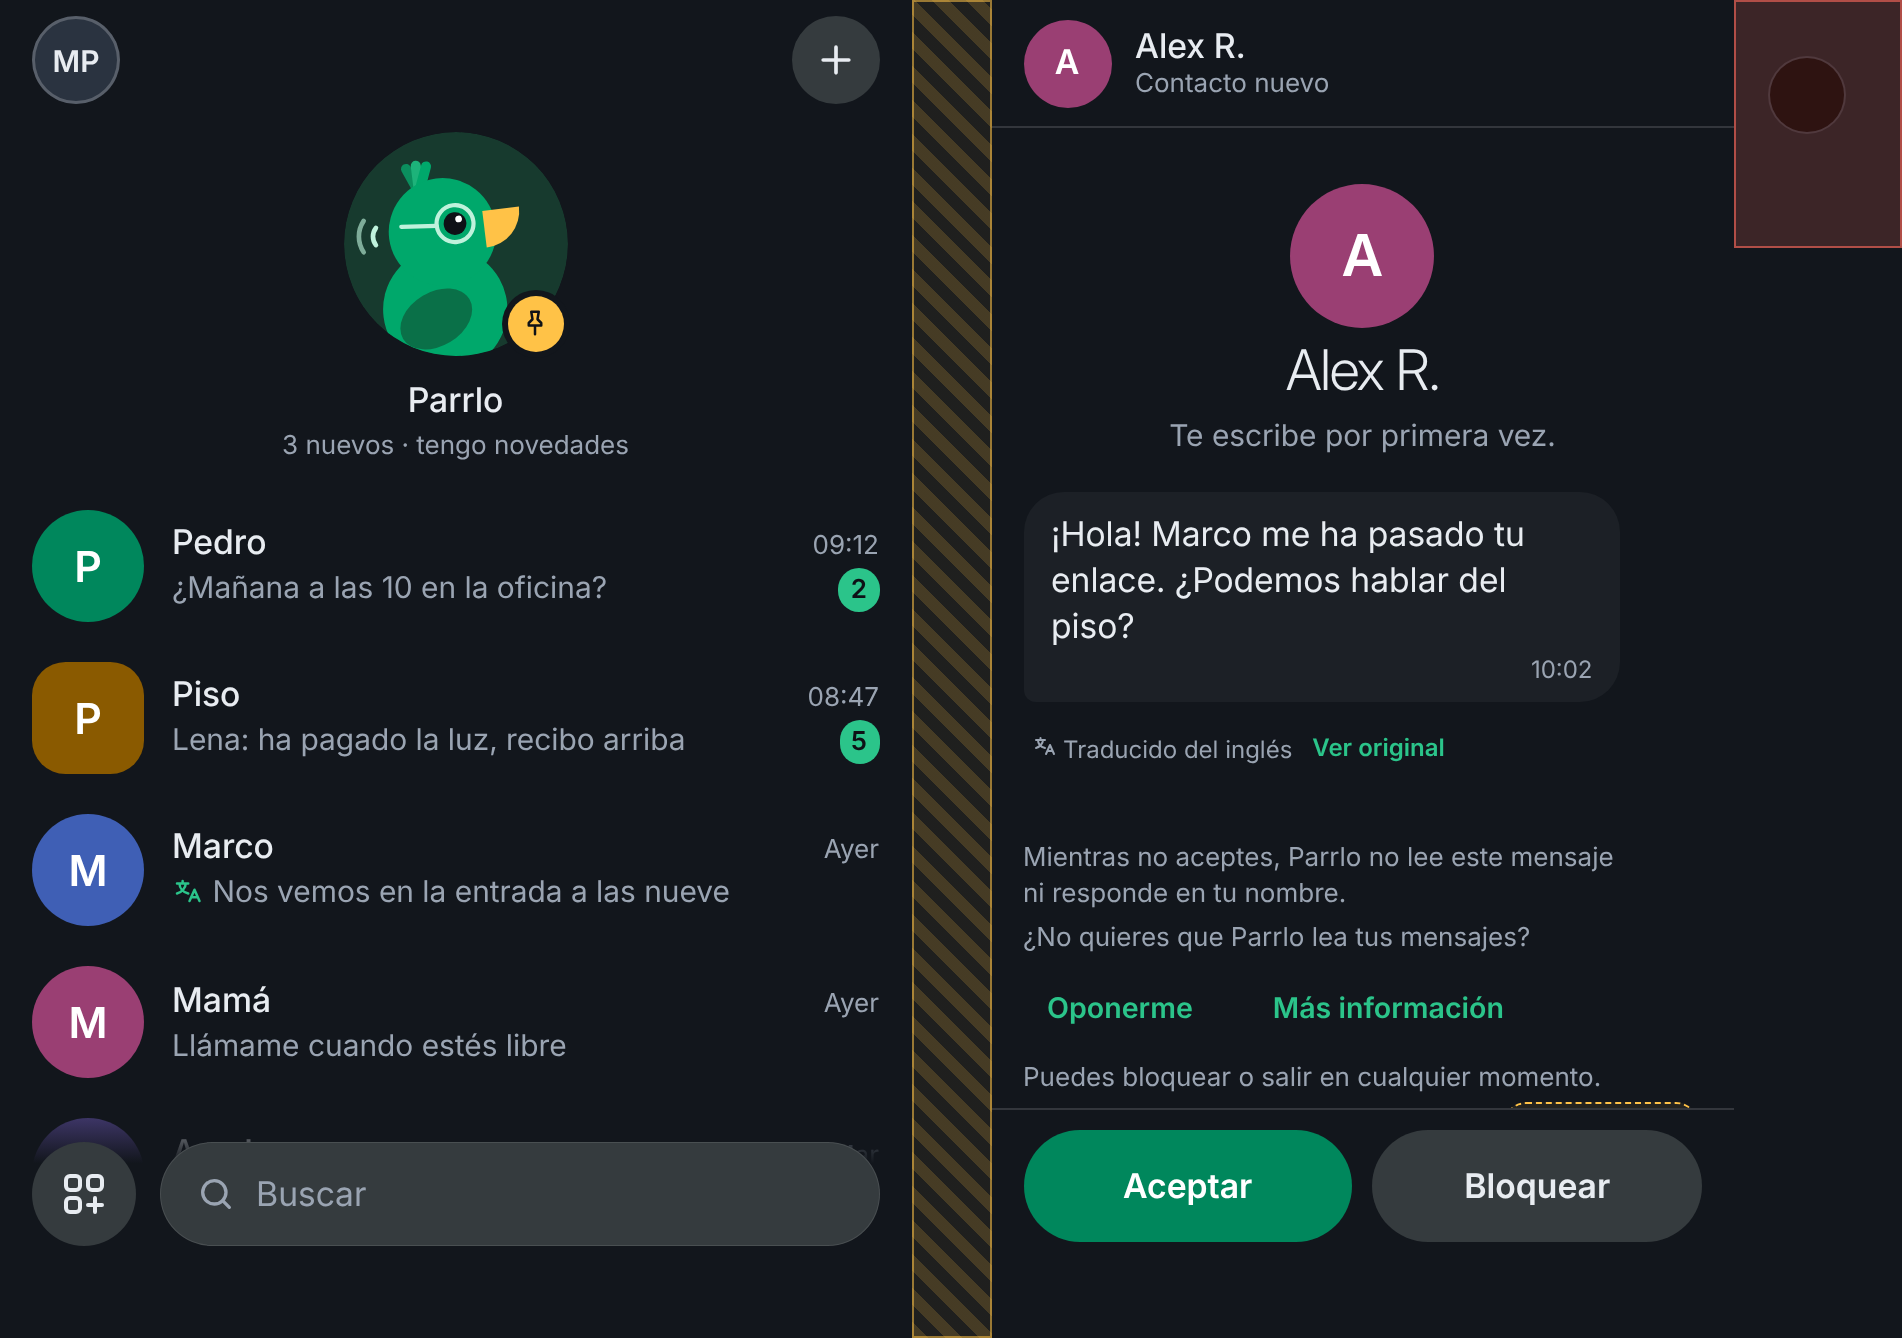 MP
Parrlo
3 nuevos · tengo novedades
P
Pedro
09:12
¿Mañana a las 10 en la oficina?
2
P
Piso
08:47
Lena: ha pagado la luz, recibo arriba
5
M
Marco
Ayer
Nos vemos en la entrada a las nueve
M
Mamá
Ayer
Llámame cuando estés libre
Buscar
A
Alex R.
Contacto nuevo
A
Alex R.
Te escribe por primera vez.
¡Hola! Marco me ha pasado tu
enlace. ¿Podemos hablar del
piso?
10:02
Traducido del inglés Ver original
Mientras no aceptes, Parrlo no lee este mensaje
ni responde en tu nombre.
¿No quieres que Parrlo lea tus mensajes?
Oponerme Más información
Puedes bloquear o salir en cualquier momento.
Aceptar Bloquear